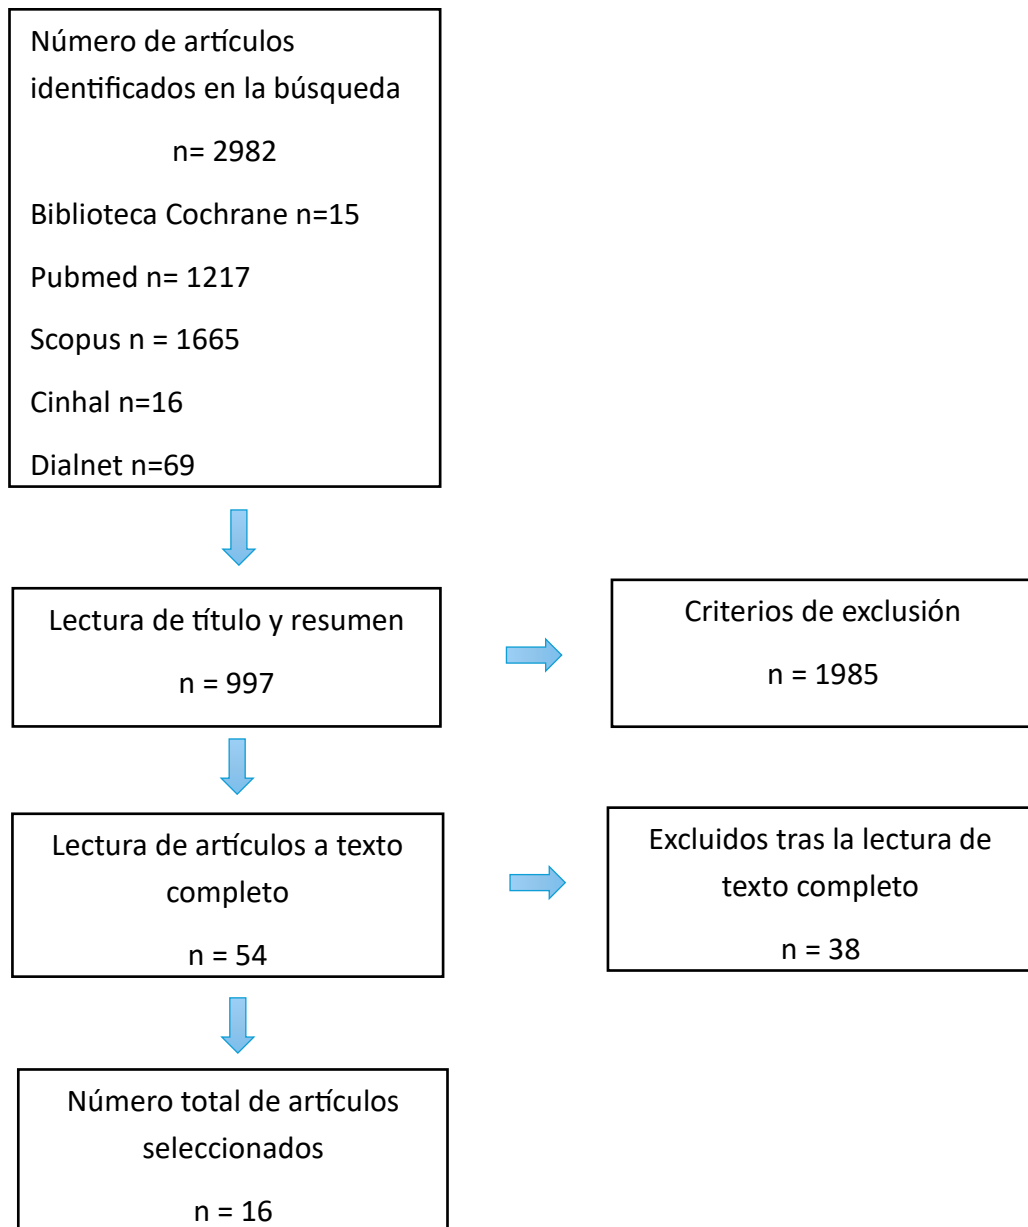 Número de artículos
identificados en la búsqueda
n= 2982
Biblioteca Cochrane n=15
Pubmed n= 1217
Scopus n = 1665
Cinhal n=16
Dialnet n=69
Lectura de título y resumen
n = 997
Criterios de exclusión
n = 1985
Lectura de artículos a texto
completo
n = 54
Excluidos tras la lectura de
texto completo
n = 38
Número total de artículos
seleccionados
n = 16